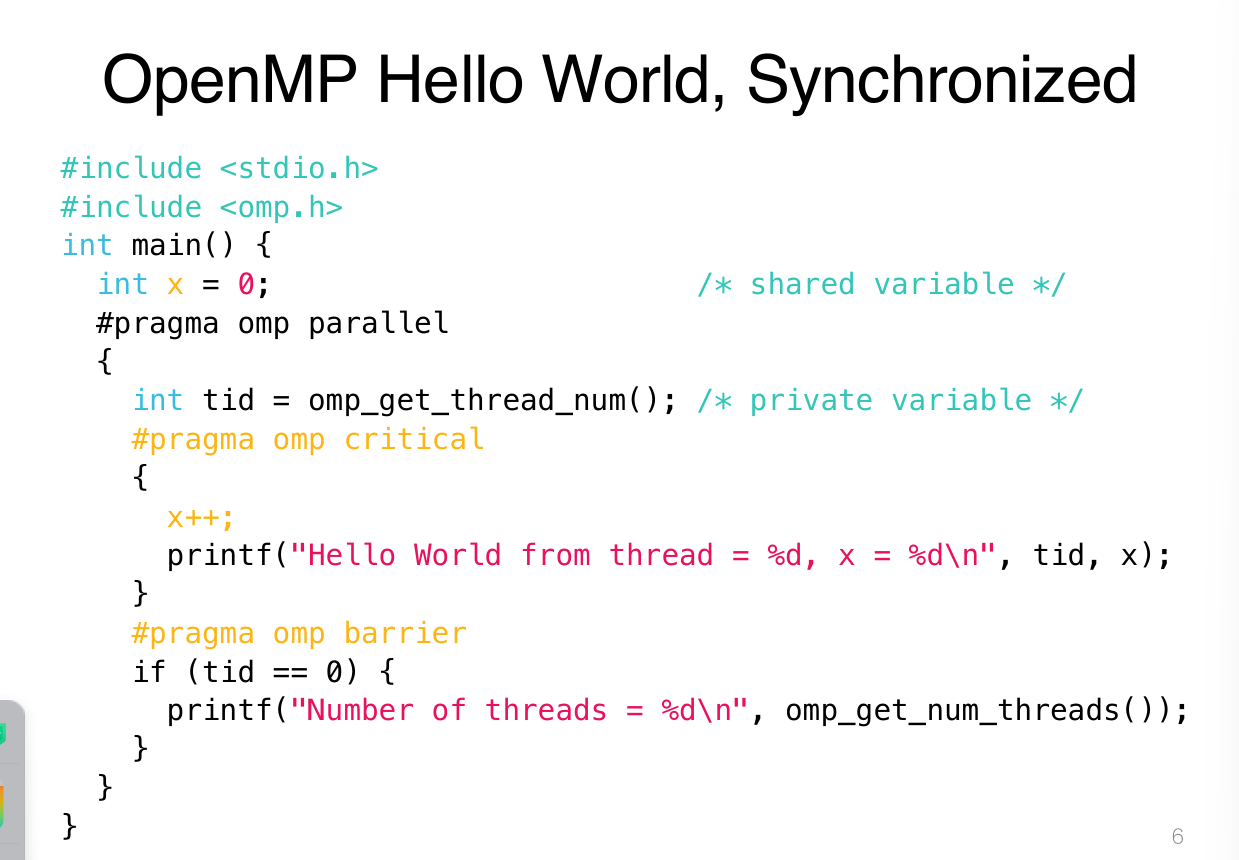 OpenMP Hello World, Synchronized
#include <stdio.h>
#include <omp.h>
int main() {
  int x = 0;                        /* shared variable */
  #pragma omp parallel
  {
    int tid = omp_get_thread_num(); /* private variable */
    #pragma omp critical
    {
      x++;
      printf("Hello World from thread = %d, x = %d\n", tid, x);
    }
    #pragma omp barrier
    if (tid == 0) {
      printf("Number of threads = %d\n", omp_get_num_threads());
    }
  }
}
6